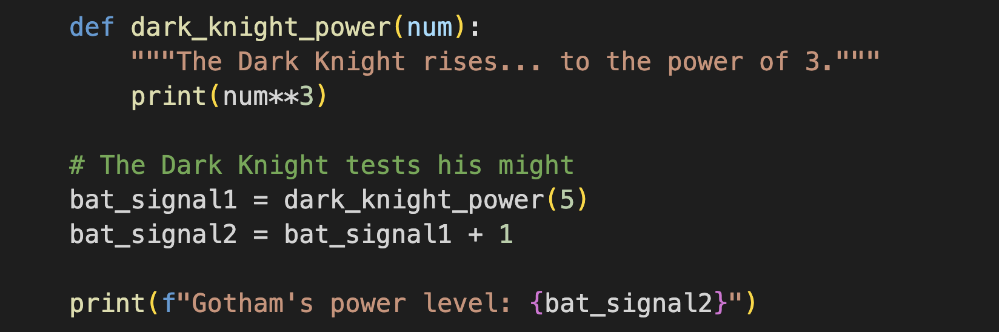 def dark_knight_power(num):
    """The Dark Knight rises... to the power of 3."""
    print(num**3)

# The Dark Knight tests his might
bat_signal1 = dark_knight_power(5)
bat_signal2 = bat_signal1 + 1

print(f"Gotham's power level: {bat_signal2}")